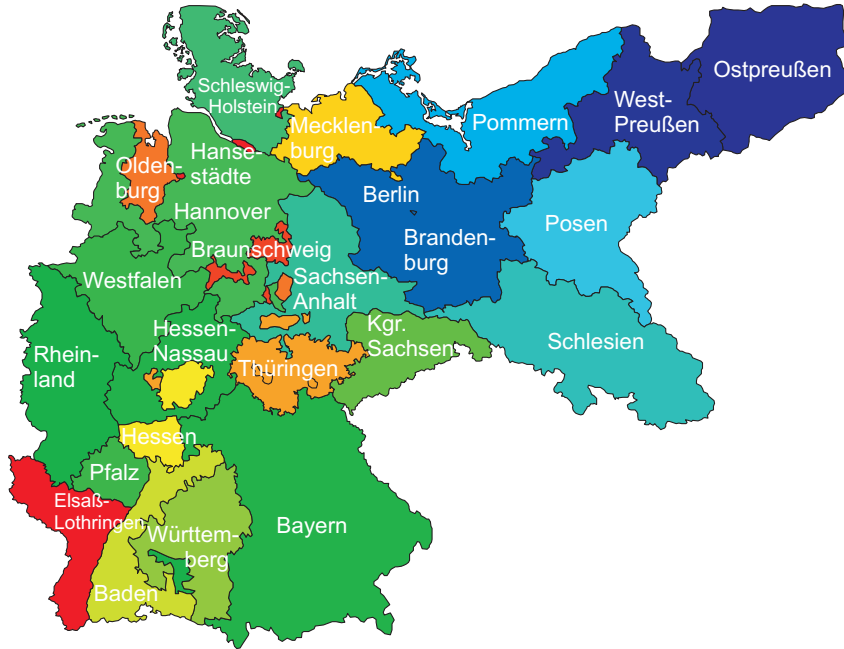 Ostpreußen
Schleswig-
Holstein
West-
Preußen
Pommern
Mecklen-
burg
Hanse-
städte
Olden-
burg
Berlin
Hannover
Posen
Branden-
burg
Braunschweig
Westfalen
Sachsen-
Anhalt
Kgr.
Sachsen
Hessen-
Nassau
Schlesien
Rhein-
land
Thüringen
Hessen
Pfalz
Elsaß-
Lothringen
Bayern
Württem-
berg
Baden